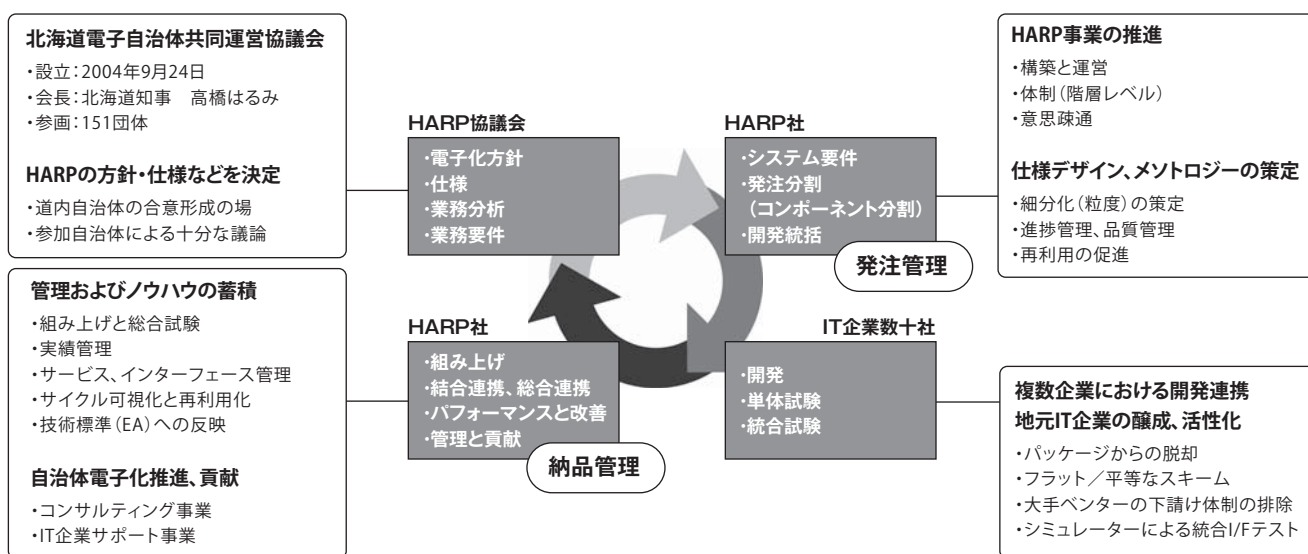 北海道電子自治体共同運営協議会
・設立：2004年9月24日
・会長：北海道知事　高橋はるみ
・参画：151団体
HARPの方針・仕様などを決定
・道内自治体の合意形成の場
・参加自治体による十分な議論
HARP協議会
・電子化方針
・仕様
・業務分析
・業務要件
HARP社
・システム要件
・発注分割
（コンポーネント分割）
・開発統括
発注管理
HARP事業の推進
・構築と運営
・体制（階層レベル）
・意思疎通
仕様デザイン、メソトロジーの策定
・細分化（粒度）の策定
・進捗管理、品質管理
・再利用の促進
管理およびノウハウの蓄積
・組み上げと総合試験
・実績管理
・サービス、インターフェース管理
・サイクル可視化と再利用化
・技術標準（EA）への反映
自治体電子化推進、貢献
・コンサルティング事業
・IT企業サポート事業
HARP社
・組み上げ
・結合連携、総合連携
・パフォーマンスと改善
・管理と貢献
納品管理
IT企業数十社
・開発
・単体試験
・統合試験
複数企業における開発連携
地元IT企業の醸成、活性化
・パッケージからの脱却
・フラット／平等なスキーム
・大手ベンターの下請け体制の排除
・シミュレーターによる統合I/Fテスト